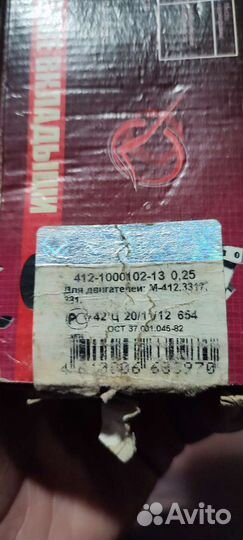 ВКЛАДЫШИ
412-1000102-13 0,25
Для двигателей: М-412.3317,
331.
42 Ц 20/11/12 654
ОСТ 37.001.045-82
Avito